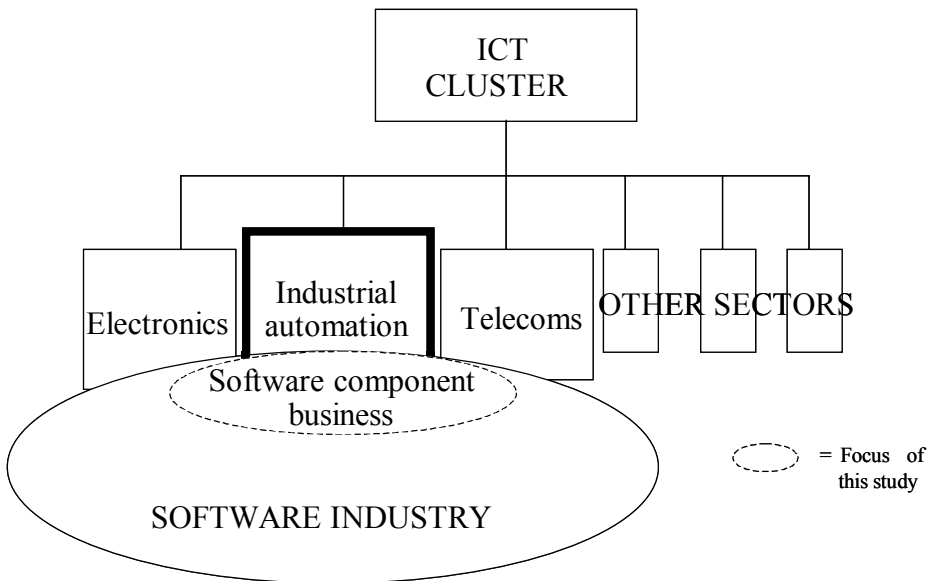 ICT
CLUSTER
Electronics
Industrial
automation
Telecoms
OTHER SECTORS
Software component
business
SOFTWARE INDUSTRY
= Focus of
this study